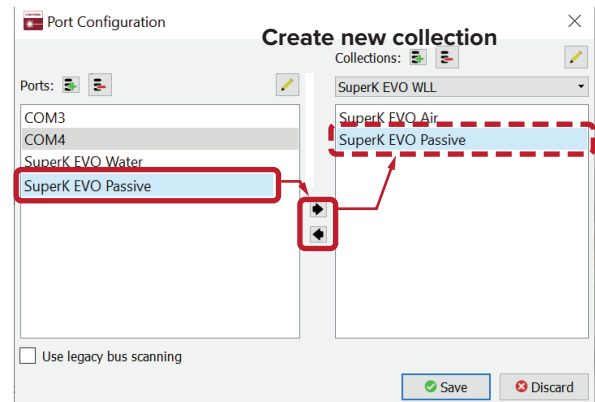 Port Configuration
Create new collection
Collections:
Ports:
SuperK EVO WLL
COM3
COM4
SuperK EVO Water
SuperK EVO Passive
SuperK EVO Air
SuperK EVO Passive
Use legacy bus scanning
Save
Discard